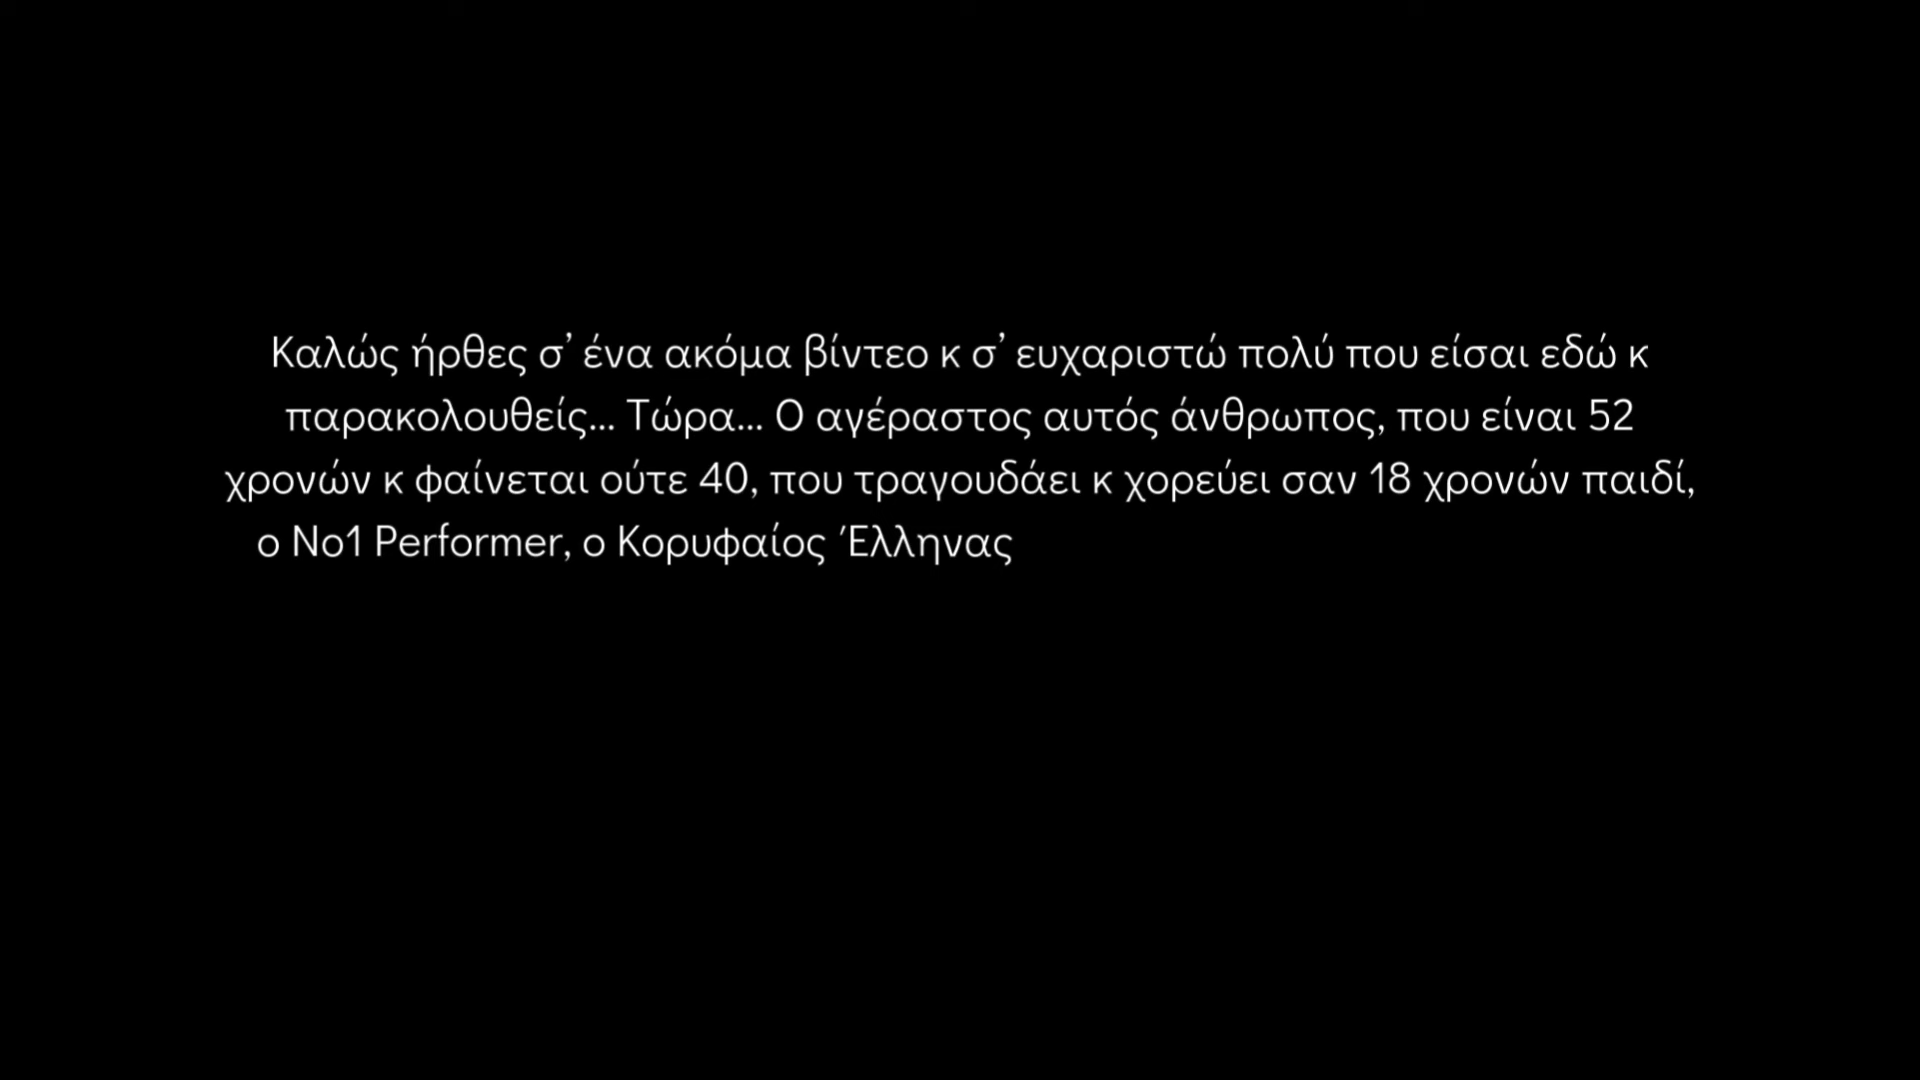 Καλώς ήρθες σ’ ένα ακόμα βίντεο κ σ’ ευχαριστώ πολύ που είσαι εδώ κ
παρακολουθείς... Τώρα... Ο αγέραστος αυτός άνθρωπος, που είναι 52
χρονών κ φαίνεται ούτε 40, που τραγουδάει κ χορεύει σαν 18 χρονών παιδί,
ο Νο1 Performer, ο Κορυφαίος Έλληνας